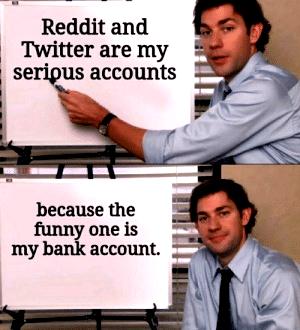 Reddit and
Twitter are my
serious accounts
because the
funny one is
my bank account.